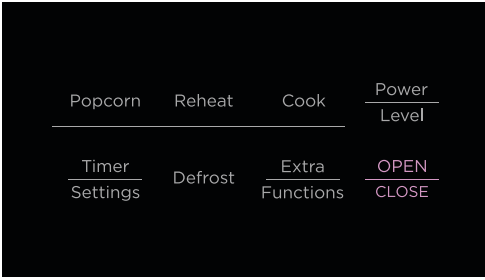 Popcorn Reheat Cook Power
Level
Timer
Settings
Defrost
Extra
Functions
OPEN
CLOSE